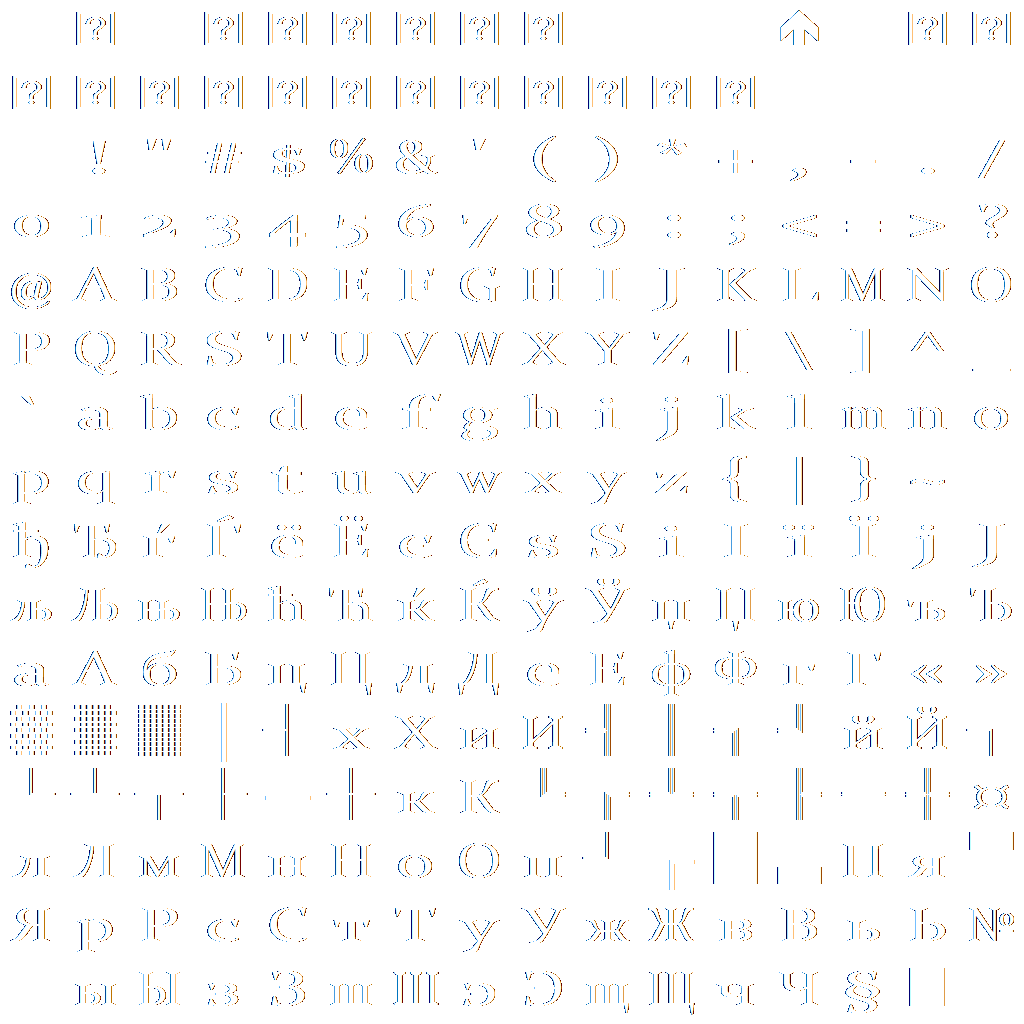 ⍰ ⍰ ⍰ ⍰ ⍰ ⍰ ⍰ ⍰ ⍰
⍰ ⍰ ⍰ ⍰ ⍰ ⍰ ⍰ ⍰ ⍰ ⍰ ⍰ ⍰
! " # $ % & ' ( ) * + , - . /
0 1 2 3 4 5 6 7 8 9 : ; < = > ?
@ A B C D E F G H I J K L M N O
P Q R S T U V W X Y Z [ \ ] ^ _
` a b c d e f g h i j k l m n o
p q r s t u v w x y z { | } ~
ђ Ђ ѓ Ѓ ё Ё є Є ѕ Ѕ і І ї Ї ј Ј
љ Љ њ Њ ћ Ћ ќ Ќ ў Ў џ Џ ю Ю ъ Ъ
а А б Б ц Ц д Д е Е ф Ф г Г « »
░ ▒ ▓ │ ┤ х Х и И ╣ ║ ╗ ╝ й Й ┐
└ ┴ ┬ ├ ─ ┼ к К ╚ ╔ ╩ ╦ ╠ ═ ╬ ¤
л Л м М н Н о О п ┘ ┌ █ ▄ П я ▀
Я р Р с С т Т у У ж Ж в В ь Ь №
ы Ы з З ш Ш э Э щ Щ ч Ч § ■